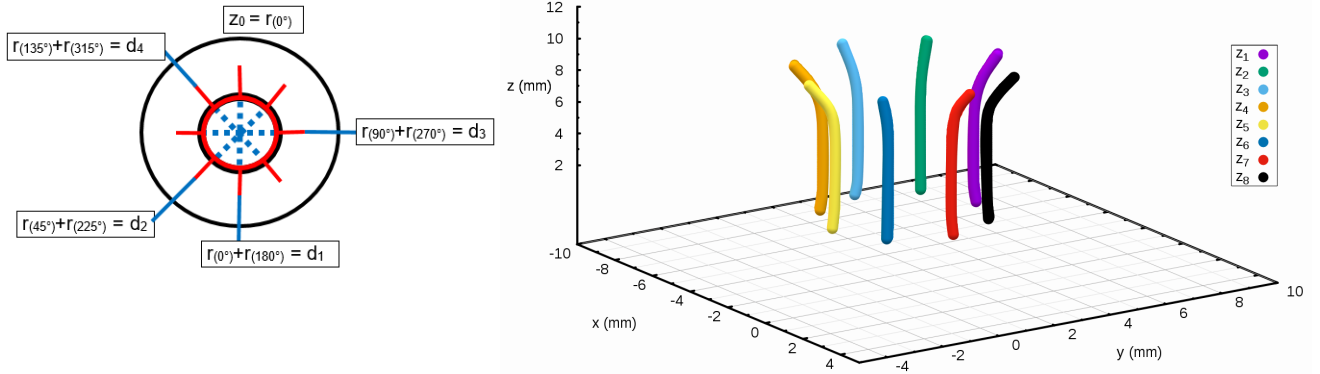 z₀ = r(0°)
r(135°)+r(315°) = d₄
r(90°)+r(270°) = d₃
r(45°)+r(225°) = d₂
r(0°)+r(180°) = d₁
12
10
8
z (mm)
6
4
2
-10
-8
-6
-4
-2
0
2
4
x (mm)
-4
-2
0
2
4
6
8
10
y (mm)
z₁
z₂
z₃
z₄
z₅
z₆
z₇
z₈